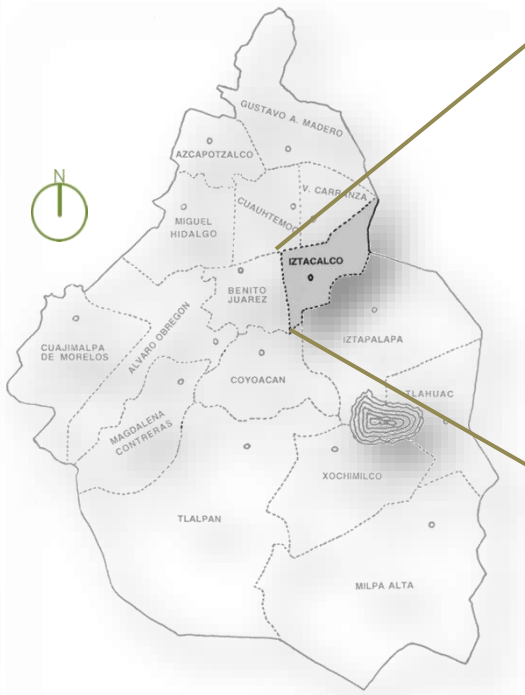 GUSTAVO A. MADERO
AZCAPOTZALCO
N
V. CARRANZA
CUAUHTEMOC
MIGUEL
HIDALGO
IZTACALCO
BENITO
JUAREZ
ALVARO OBREGON
IZTAPALAPA
CUAJIMALPA
DE MORELOS
COYOACAN
TLAHUAC
MAGDALENA
CONTRERAS
XOCHIMILCO
TLALPAN
MILPA ALTA